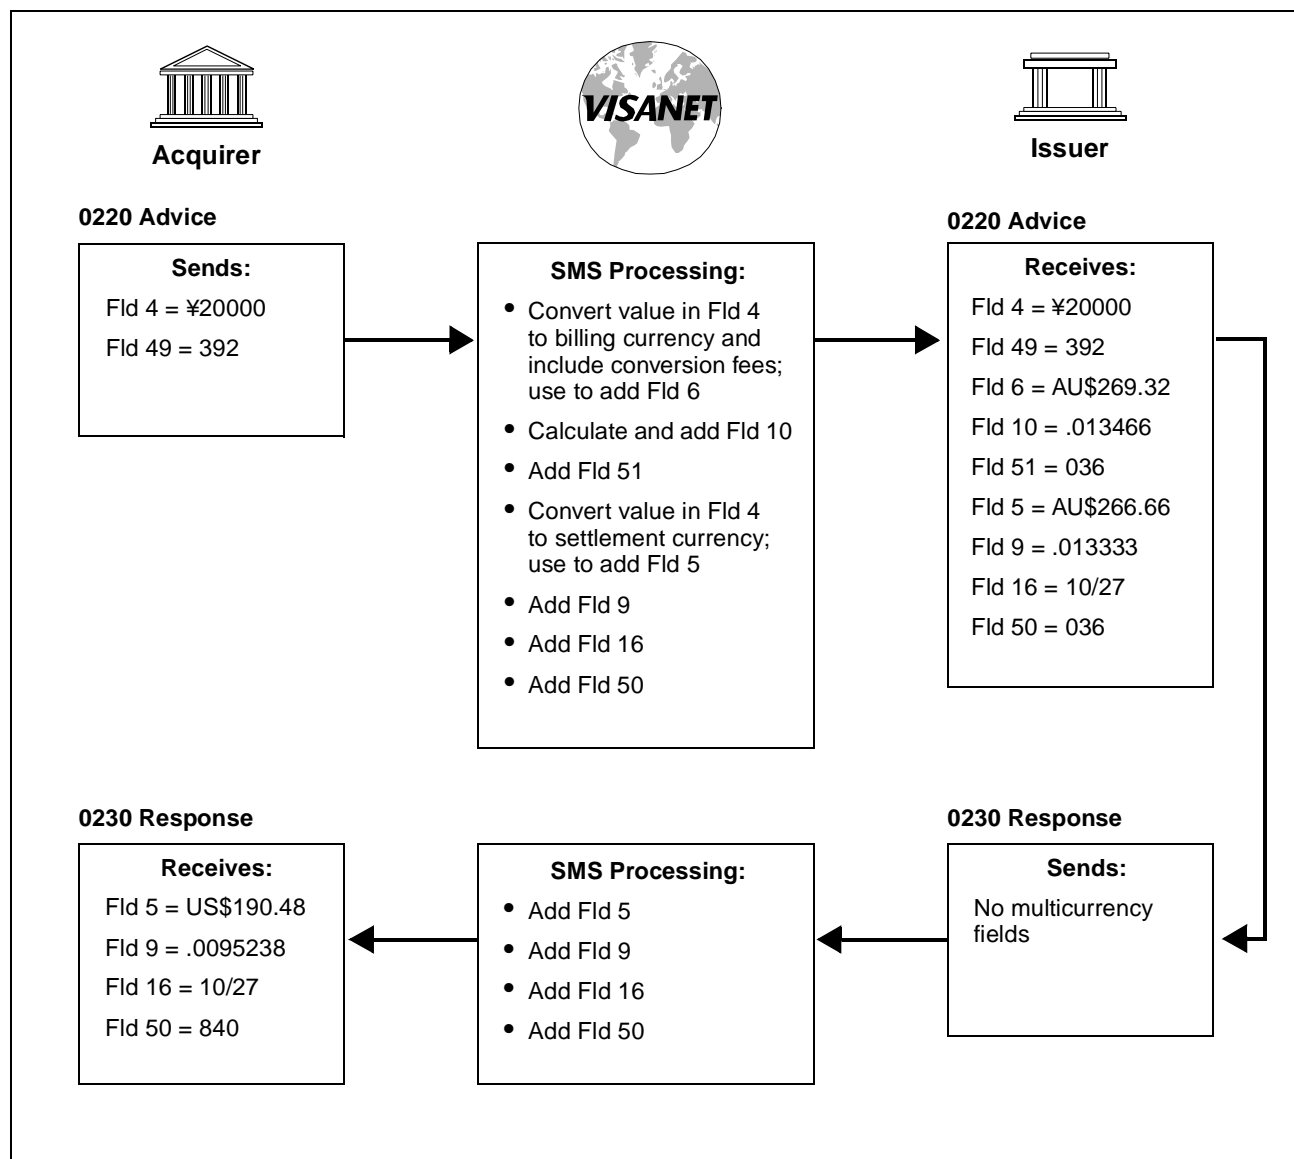 VISANET
Acquirer
Issuer
0220 Advice
Sends:
Fld 4 = ¥20000
Fld 49 = 392
SMS Processing:
• Convert value in Fld 4
to billing currency and
include conversion fees;
use to add Fld 6
• Calculate and add Fld 10
• Add Fld 51
• Convert value in Fld 4
to settlement currency;
use to add Fld 5
• Add Fld 9
• Add Fld 16
• Add Fld 50
0220 Advice
Receives:
Fld 4 = ¥20000
Fld 49 = 392
Fld 6 = AU$269.32
Fld 10 = .013466
Fld 51 = 036
Fld 5 = AU$266.66
Fld 9 = .013333
Fld 16 = 10/27
Fld 50 = 036
0230 Response
Sends:
No multicurrency
fields
SMS Processing:
• Add Fld 5
• Add Fld 9
• Add Fld 16
• Add Fld 50
0230 Response
Receives:
Fld 5 = US$190.48
Fld 9 = .0095238
Fld 16 = 10/27
Fld 50 = 840